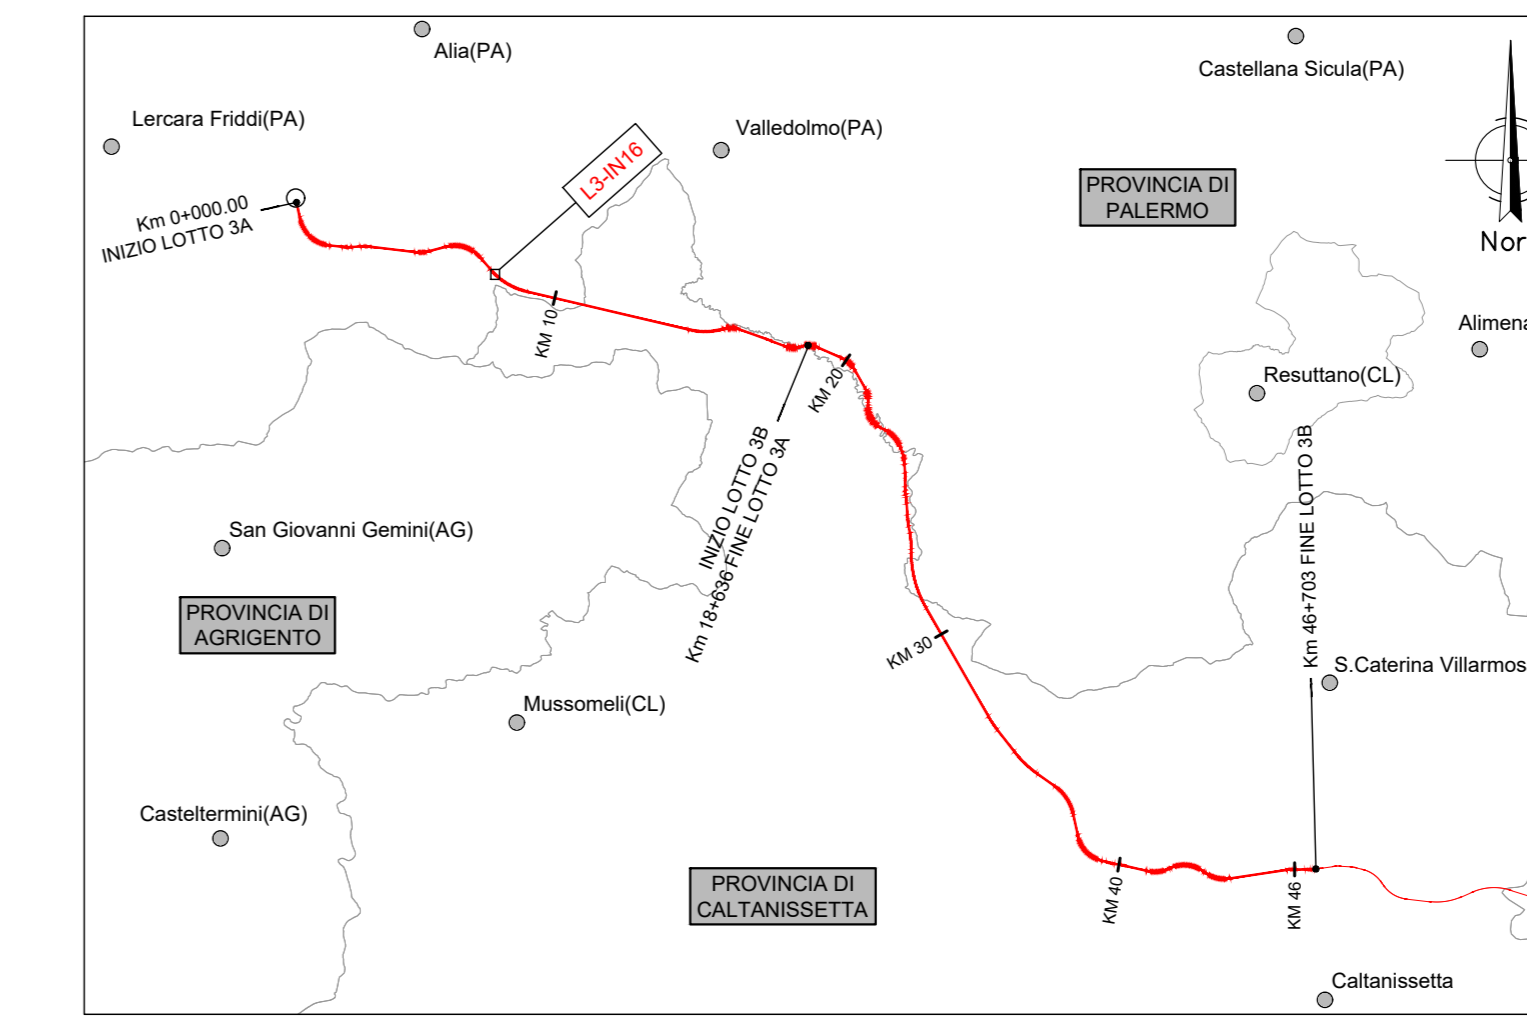 Alia(PA)
Castellana Sicula(PA)
Lercara Friddi(PA)
Valledolmo(PA)
L3-IN16
PROVINCIA DI
PALERMO
Km 0+000.00
INIZIO LOTTO 3A
Nor
KM 10
Alimena
Resuttano(CL)
KM 20
INIZIO LOTTO 3B
Km 18+636 FINE LOTTO 3A
Km 46+703 FINE LOTTO 3B
San Giovanni Gemini(AG)
PROVINCIA DI
AGRIGENTO
KM 30
S.Caterina Villarmos
Mussomeli(CL)
Casteltermini(AG)
PROVINCIA DI
CALTANISSETTA
KM 40
KM 46
Caltanissetta